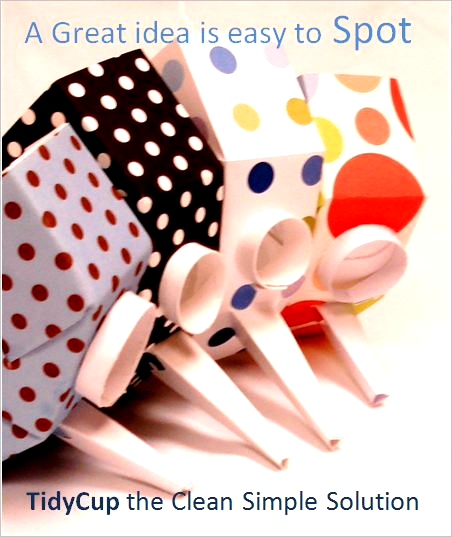 A Great idea is easy to Spot
TidyCup the Clean Simple Solution